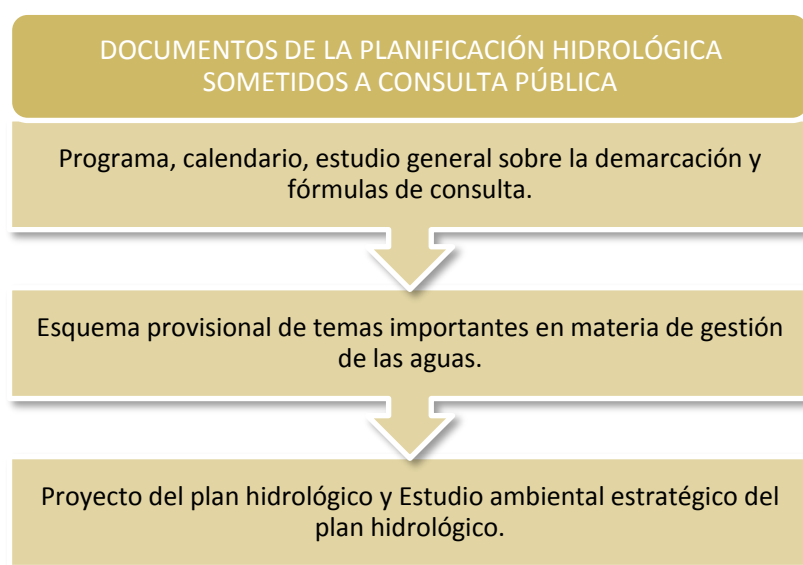 DOCUMENTOS DE LA PLANIFICACIÓN HIDROLÓGICA
SOMETIDOS A CONSULTA PÚBLICA
Programa, calendario, estudio general sobre la demarcación y
fórmulas de consulta.
Esquema provisional de temas importantes en materia de gestión
de las aguas.
Proyecto del plan hidrológico y Estudio ambiental estratégico del
plan hidrológico.